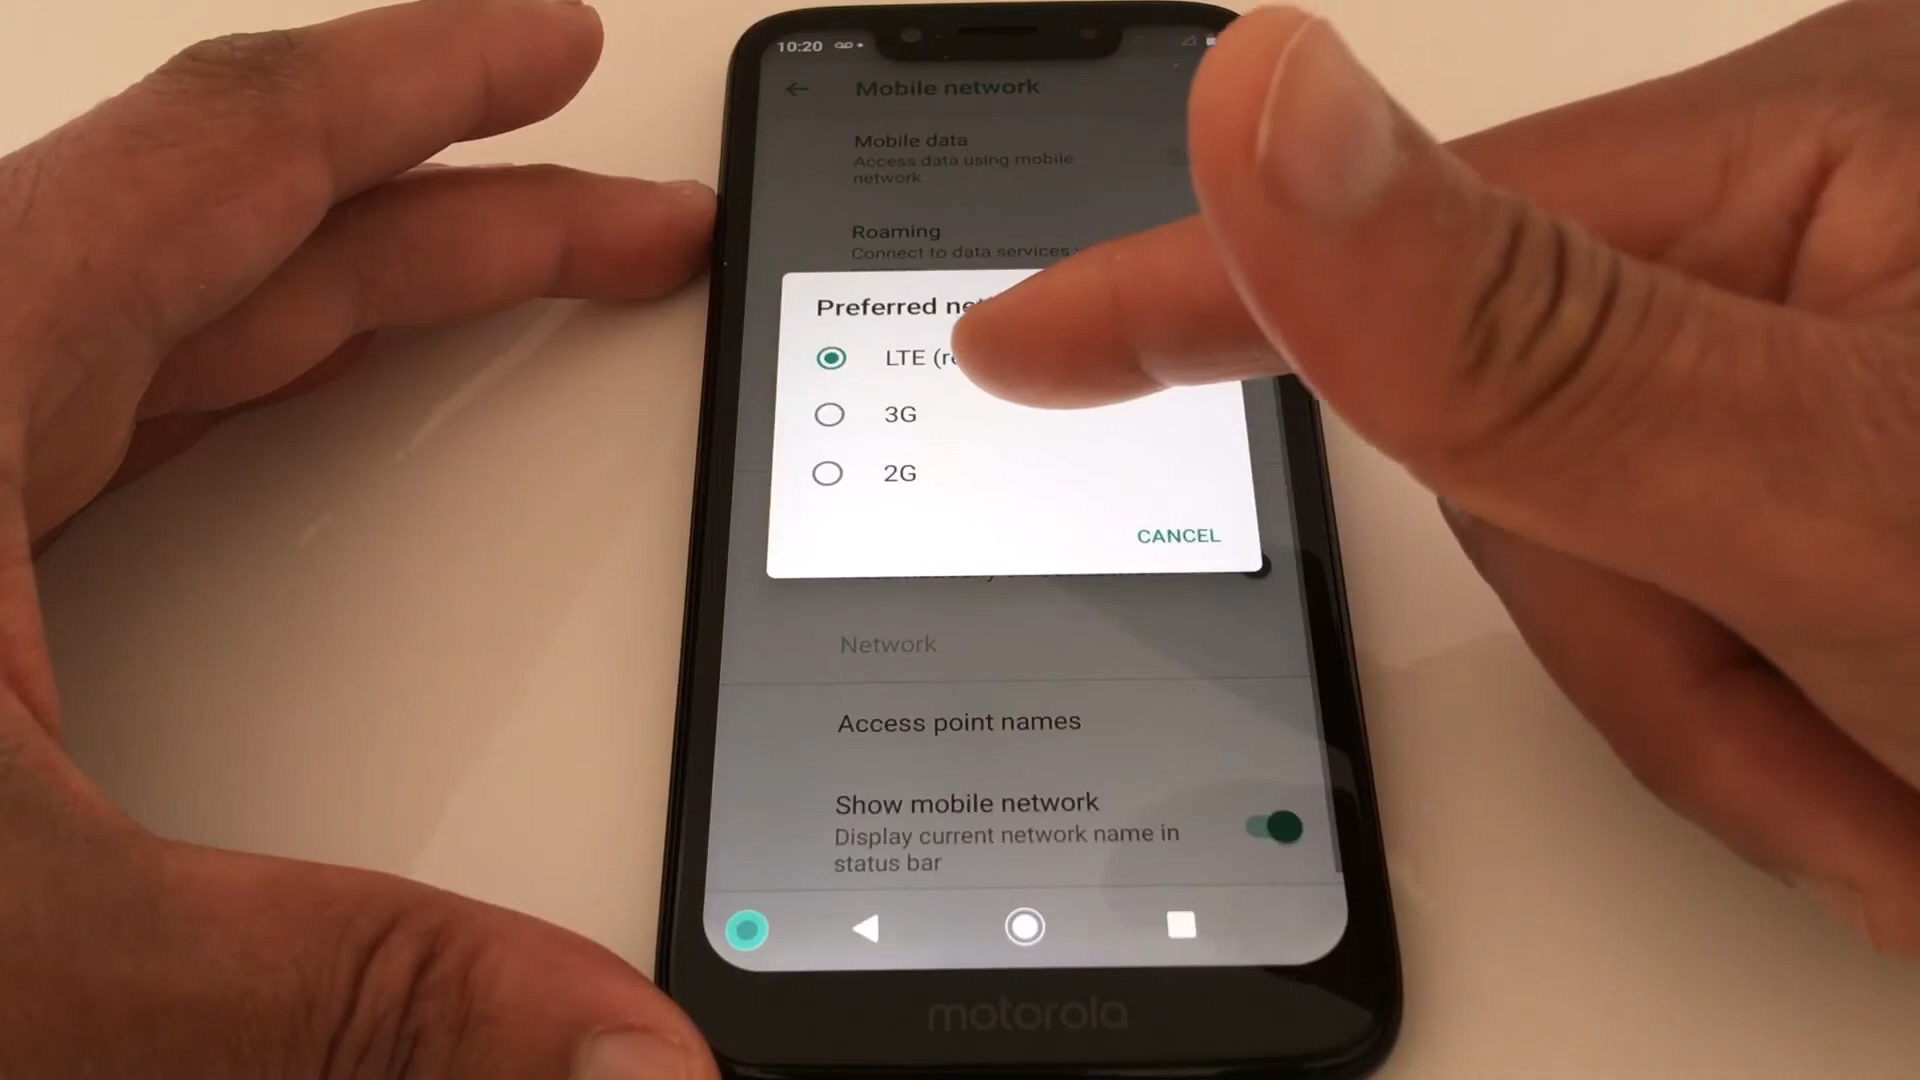 10:20
Mobile network
Mobile data
Access data using mobile
network
Roaming
Connect to data services
Preferred
LTE
3G
2G
CANCEL
Network
Access point names
Show mobile network
Display current network name in
status bar
motorola